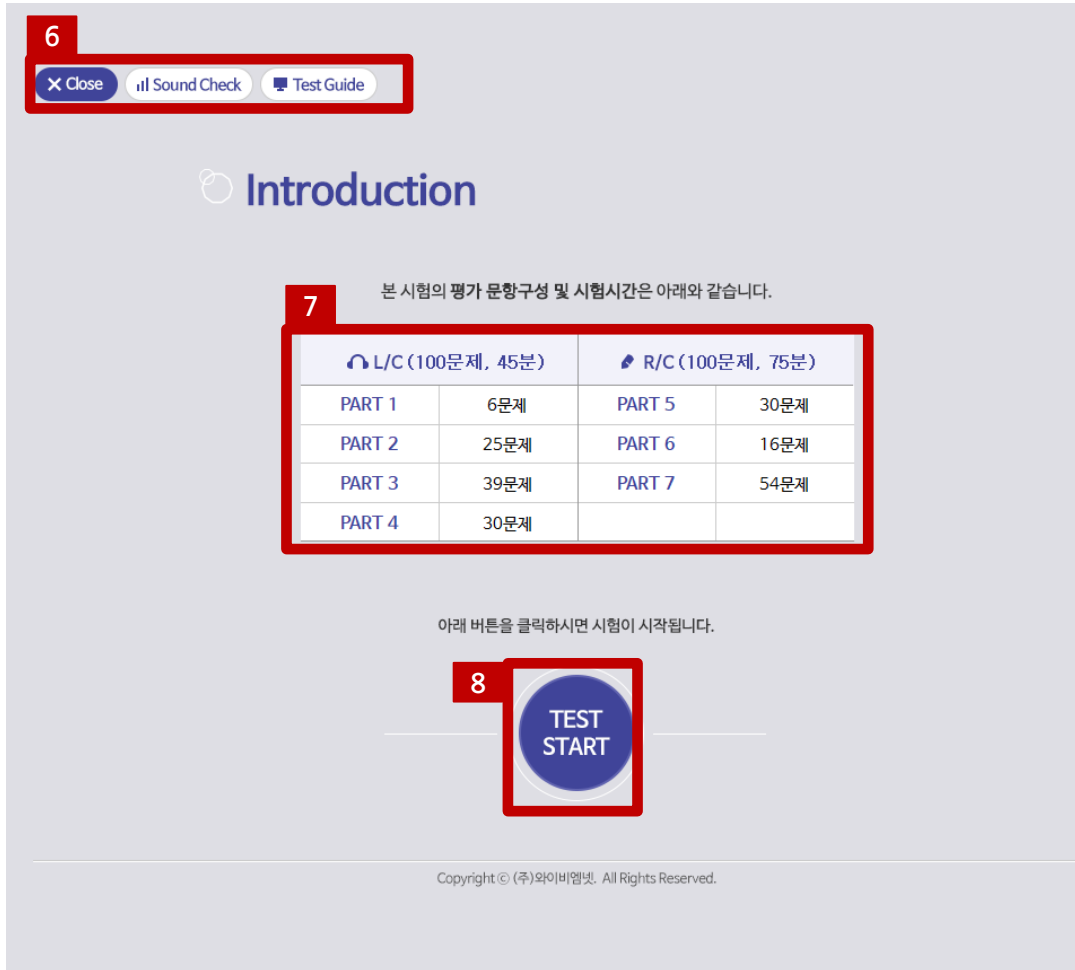 6
Close Sound Check Test Guide
Introduction
본 시험의 평가 문항구성 및 시험시간은 아래와 같습니다.
7
L/C (100문제, 45분) R/C (100문제, 75분)
PART 1 6문제 PART 5 30문제
PART 2 25문제 PART 6 16문제
PART 3 39문제 PART 7 54문제
PART 4 30문제
아래 버튼을 클릭하시면 시험이 시작됩니다.
8
TEST
START
Copyright ⓒ (주)와이비엠넷. All Rights Reserved.